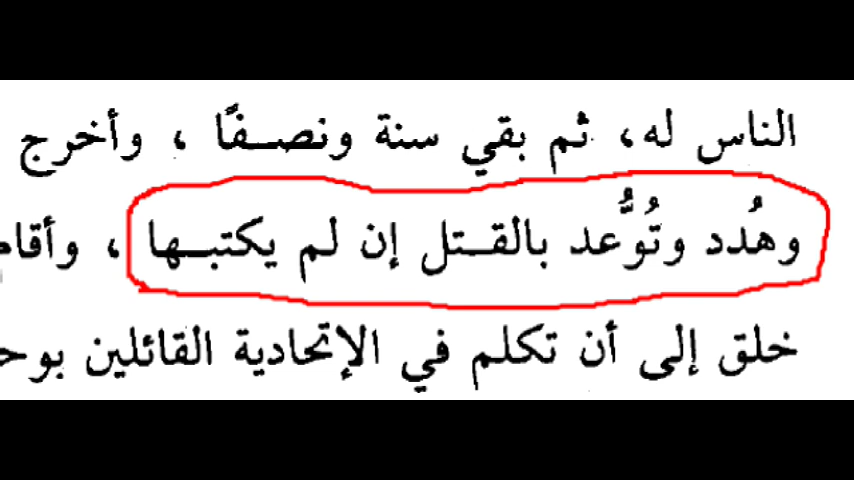 الناس له، ثم بقي سنة ونصفًا ، وأخرج
وهُدد وتُوُّعد بالقتل إن لم يكتبها ، وأقام
خلق إلى أن تكلم في الإتحادية القائلين بوحـ